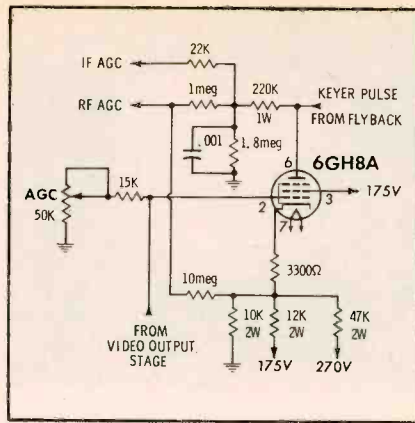 22K
IF AGC
1meg
220K
KEYER PULSE
RF AGC
1W
FROM FLYBACK
.001
1.8meg
6GH8A
6
AGC
15K
2
3
175V
50K
7
3300Ω
10meg
10K
12K
47K
2W
2W
2W
FROM
VIDEO OUTPUT
STAGE
175V
270V